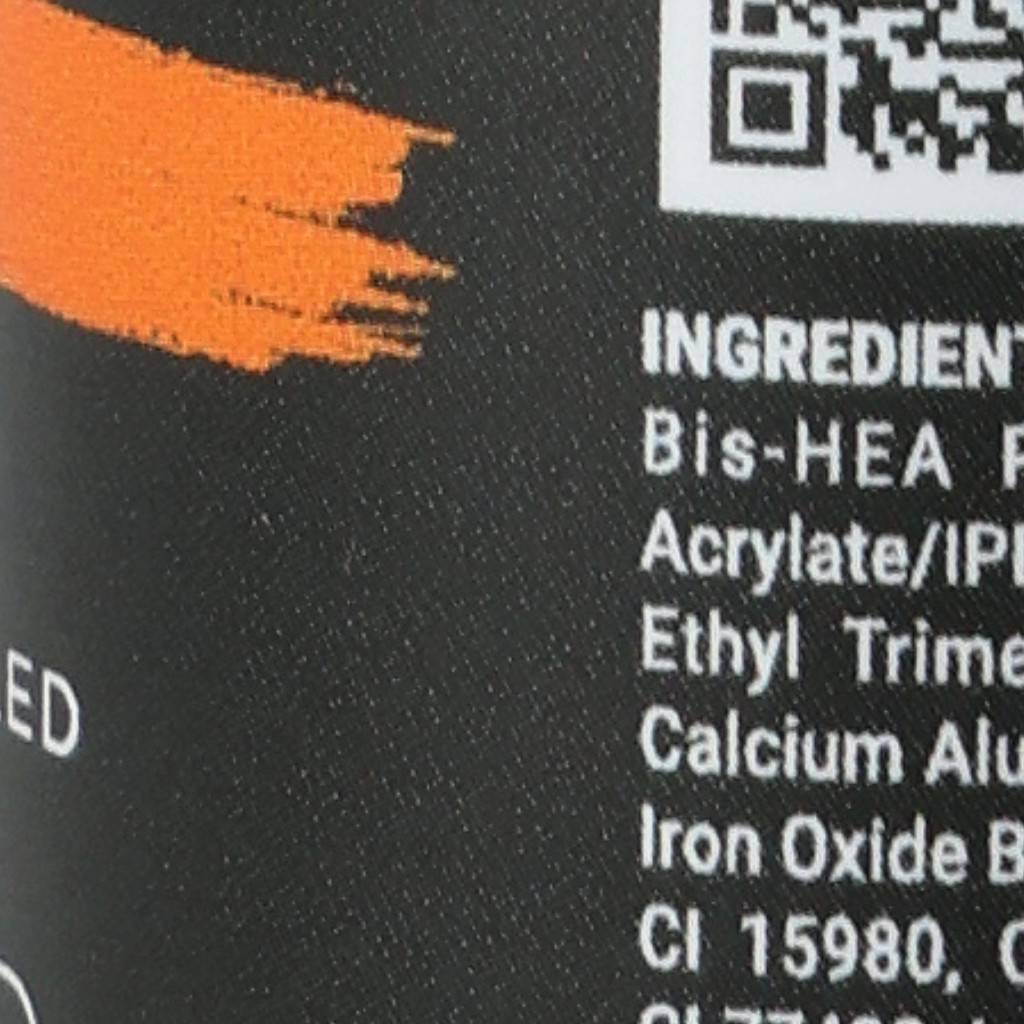 INGREDIENT
Bis-HEA P
Acrylate/IP
Ethyl Trime
Calcium Alu
Iron Oxide B
CI 15980, C
ED